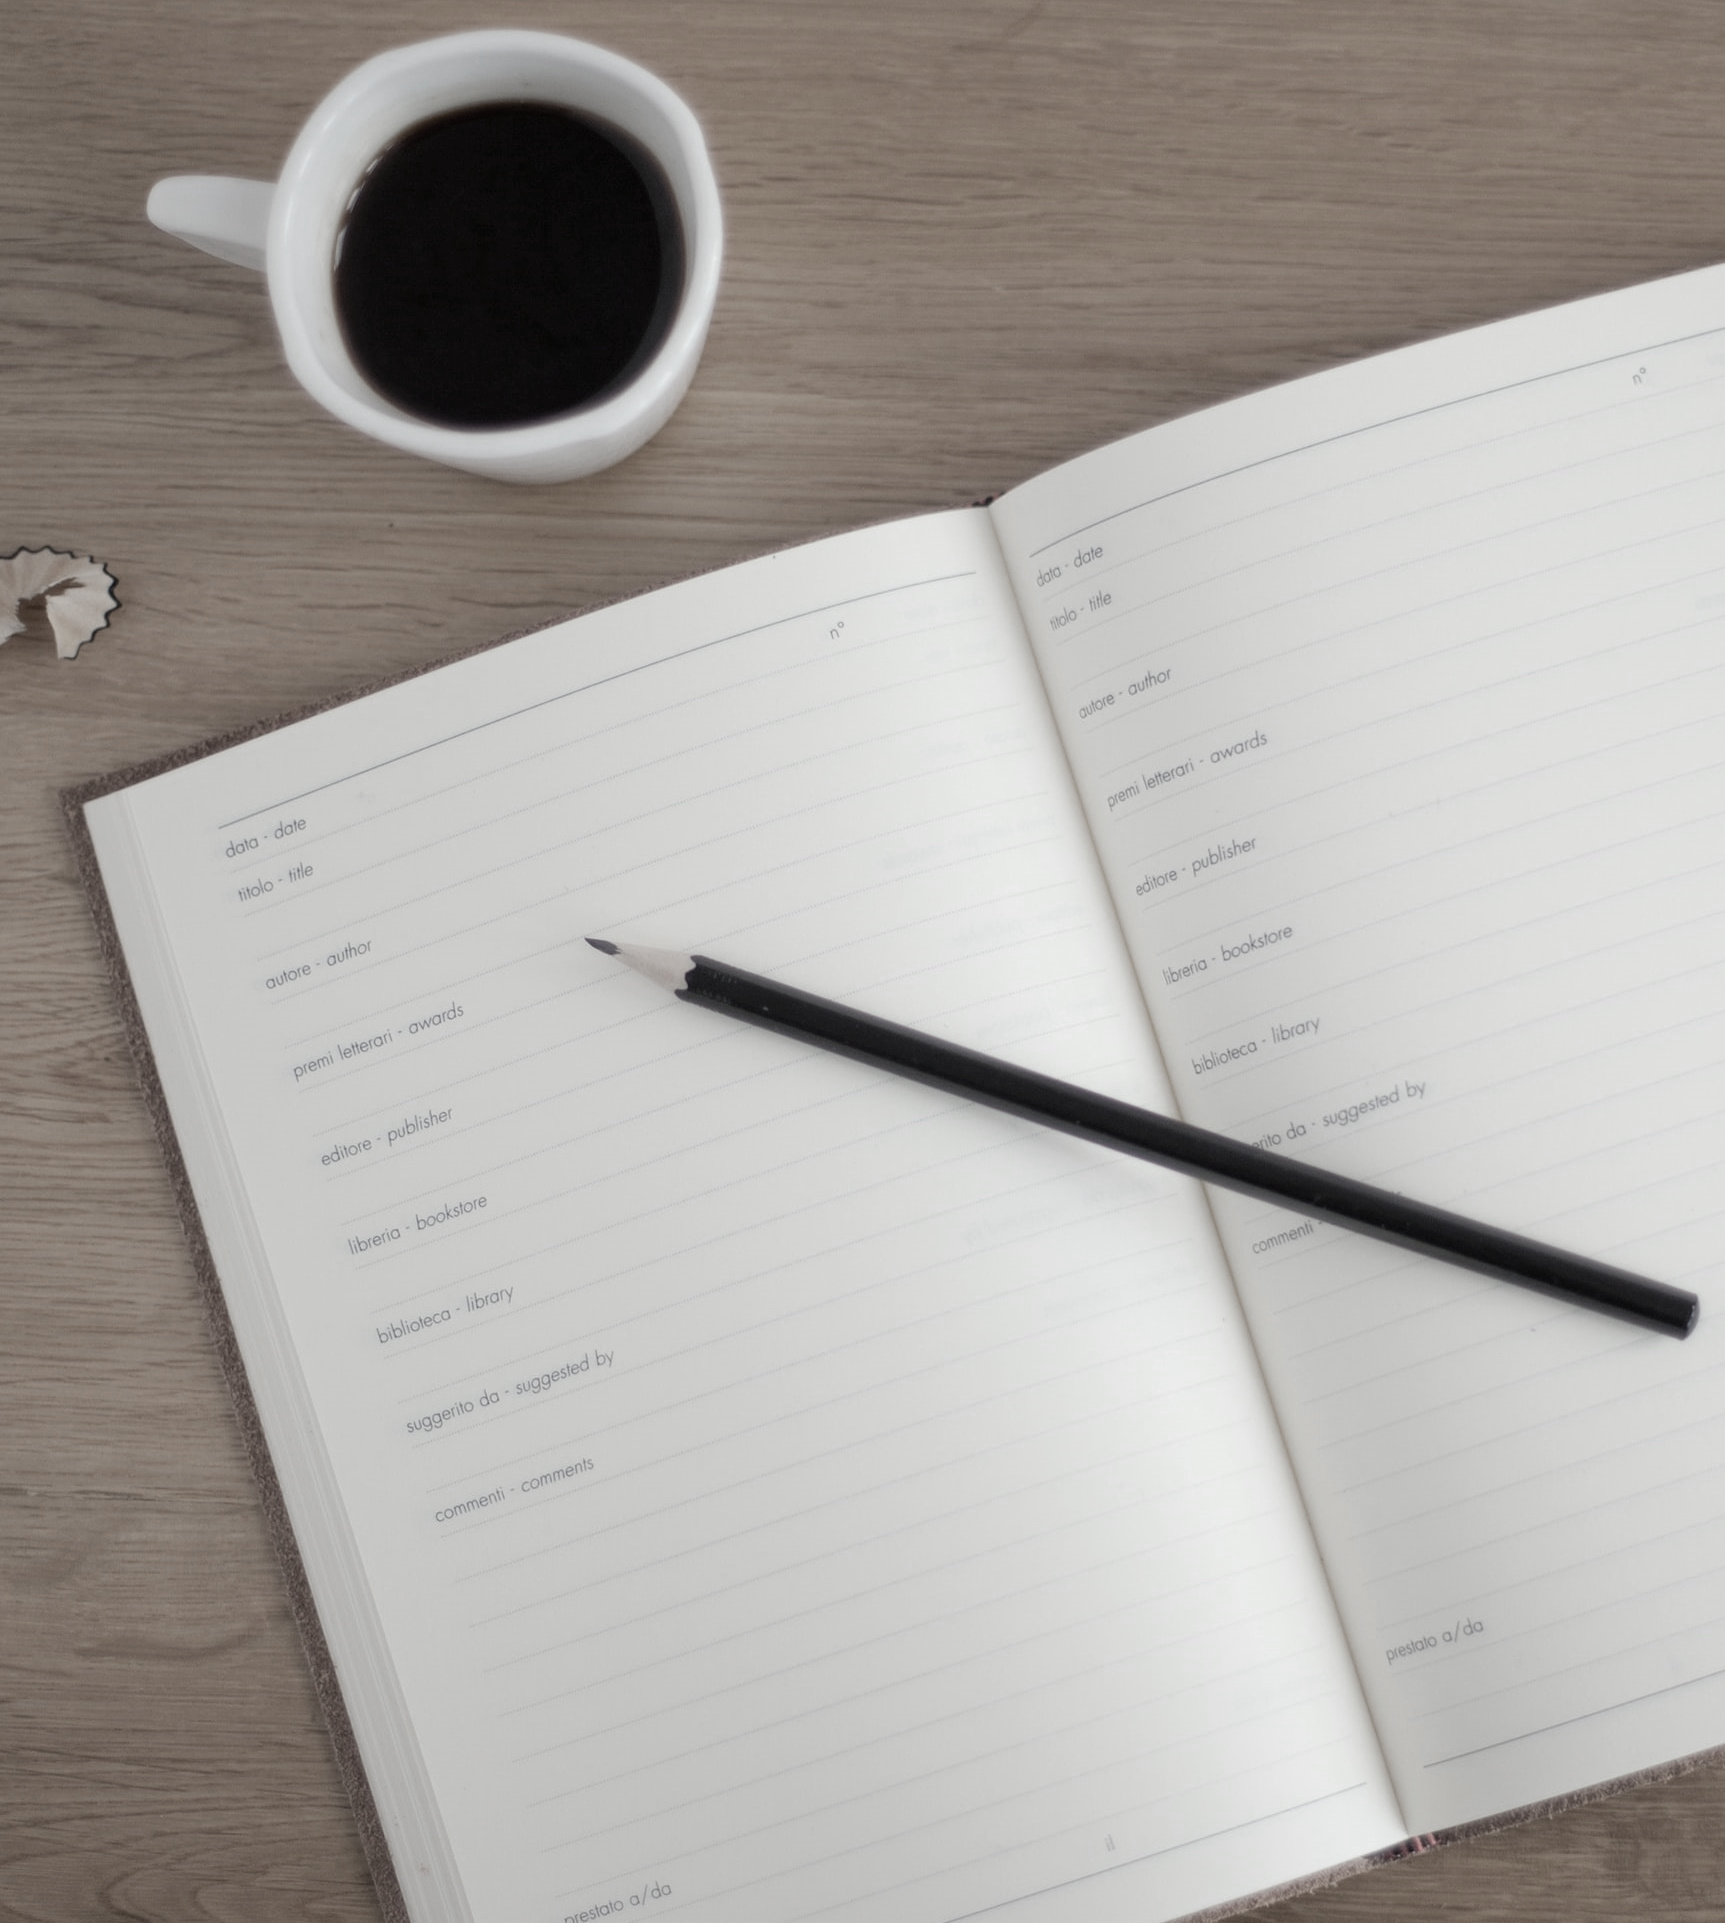 n°
data - date
titolo - title
autore - author
premi letterari - awards
editore - publisher
libreria - bookstore
biblioteca - library
suggerito da - suggested by
commenti - comments
prestato a/da
il
n°
data - date
titolo - title
autore - author
premi letterari - awards
editore - publisher
libreria - bookstore
biblioteca - library
da - suggested by
commenti -
prestato a/da